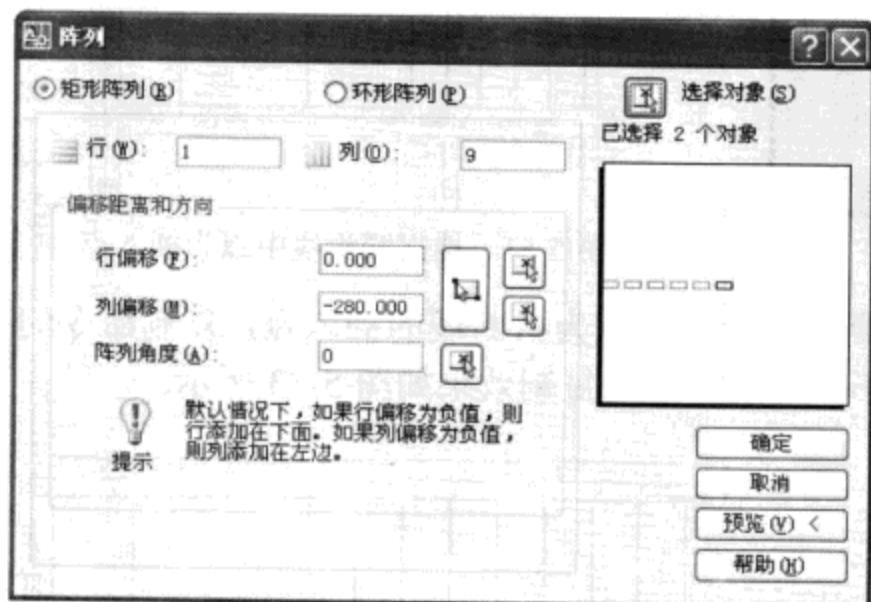 阵列
矩形阵列(R) 环形阵列(P) 选择对象(S)
已选择 2 个对象
行(W): 1 列(O): 9
偏移距离和方向
行偏移(F): 0.000
列偏移(M): -280.000
阵列角度(A): 0
默认情况下，如果行偏移为负值，则
行添加在下面。如果列偏移为负值，
则列添加在左边。
提示
确定
取消
预览(V) <
帮助(H)